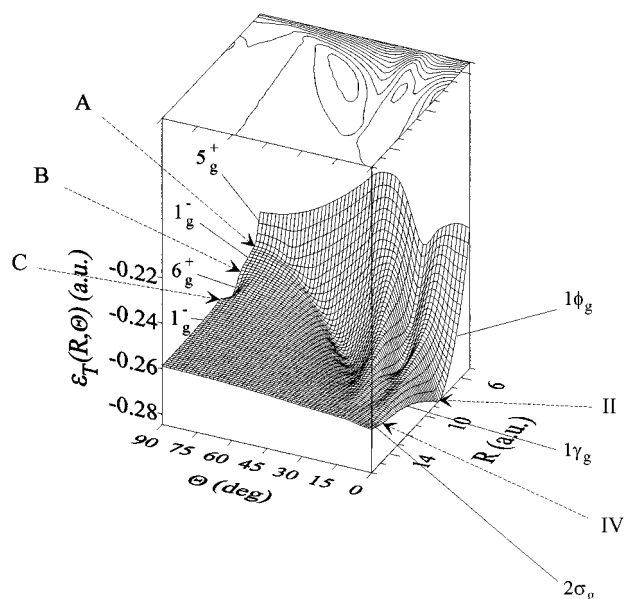 A
5g+
B
1g-
C
6g+
1g-
-0.22
-0.24
-0.26
-0.28
εT(R,Θ) (a.u.)
90
75
60
45
30
15
0
Θ (deg)
6
10
14
R (a.u.)
1ϕg
II
1γg
IV
2σg